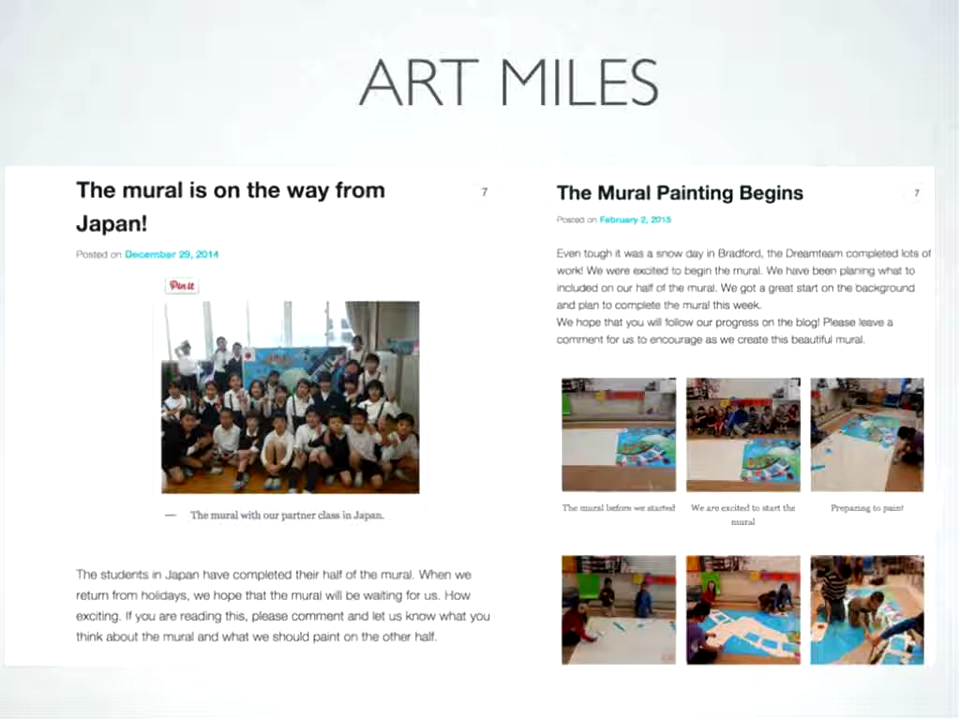 ART MILES
The mural is on the way from
Japan!
7
Posted on December 29, 2014
Pin it
— The mural with our partner class in Japan.
The students in Japan have completed their half of the mural. When we
return from holidays, we hope that the mural will be waiting for us. How
exciting. If you are reading this, please comment and let us know what you
think about the mural and what we should paint on the other half.
The Mural Painting Begins
7
Posted on February 2, 2015
Even tough it was a snow day in Bradford, the Dreamteam completed lots of
work! We were excited to begin the mural. We have been planing what to
included on our half of the mural. We got a great start on the background
and plan to complete the mural this week.
We hope that you will follow our progress on the blog! Please leave a
comment for us to encourage as we create this beautiful mural.
The mural before we started
We are excited to start the
mural
Preparing to paint